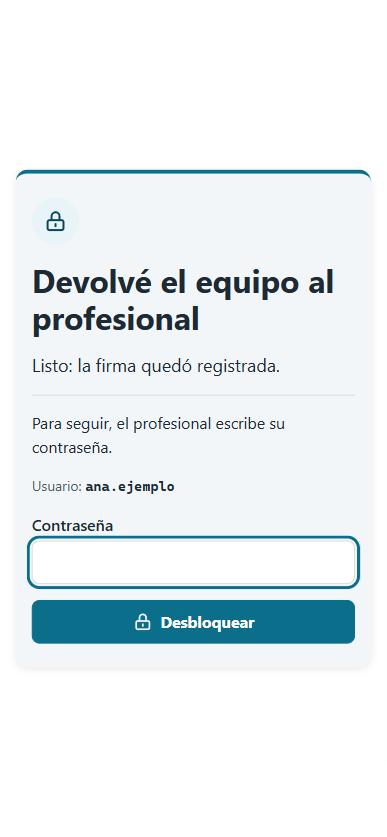 Devolvé el equipo al
profesional
Listo: la firma quedó registrada.
Para seguir, el profesional escribe su
contraseña.
Usuario: ana.ejemplo
Contraseña
Desbloquear